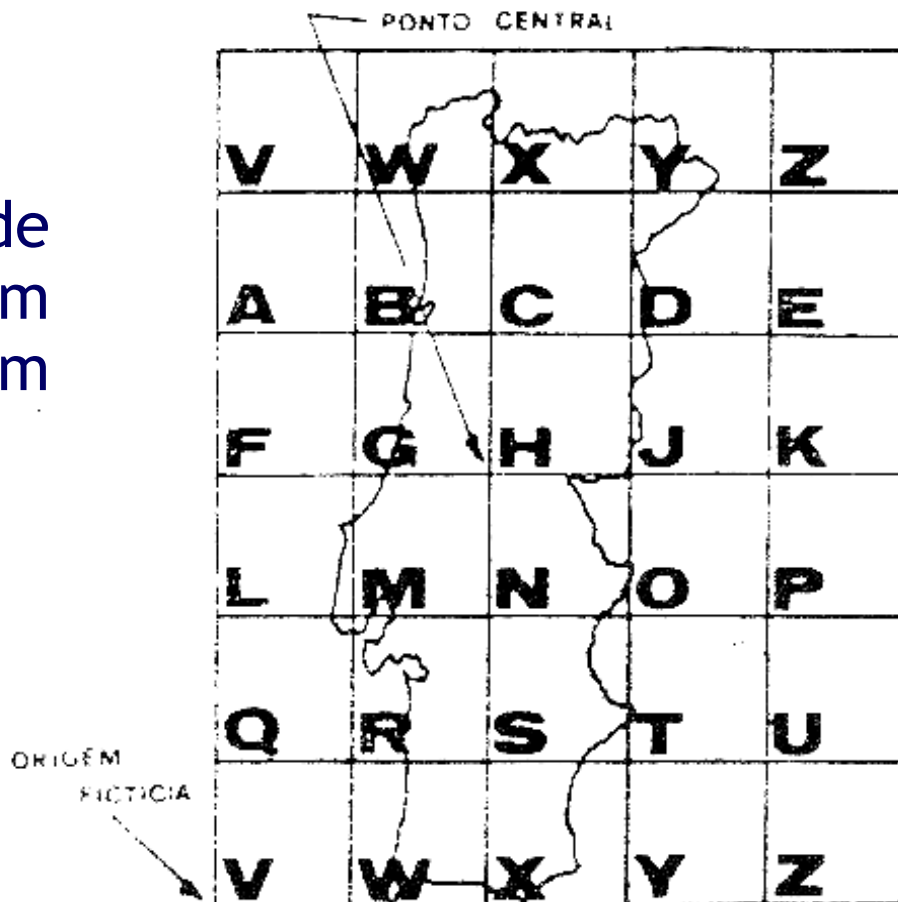 PONTO CENTRAL
V W X Y Z
de
A B C D E
m
m
F G H J K
L M N O P
Q R S T U
ORIGEM
FICTICIA
V W X Y Z